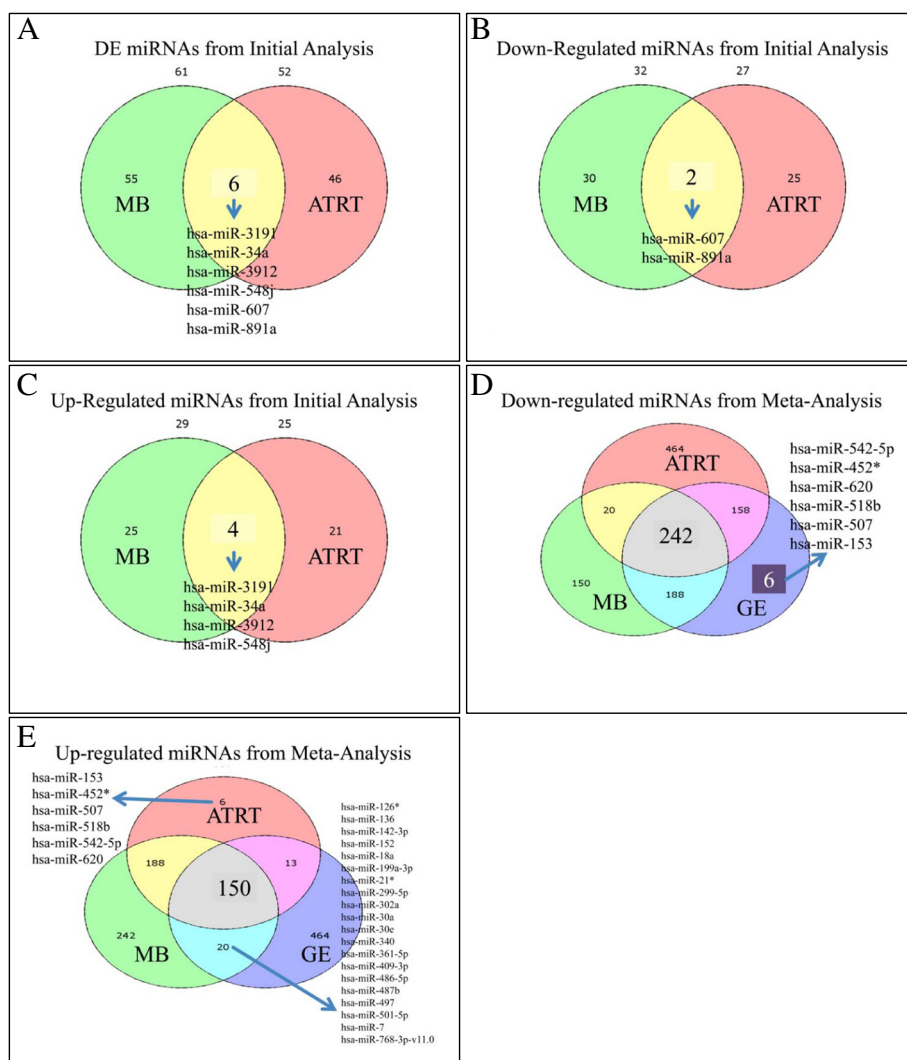 A
DE miRNAs from Initial Analysis
61
52
55
6
46
MB
ATRT
hsa-miR-3191
hsa-miR-34a
hsa-miR-3912
hsa-miR-548j
hsa-miR-607
hsa-miR-891a
B
Down-Regulated miRNAs from Initial Analysis
32
27
30
2
25
MB
ATRT
hsa-miR-607
hsa-miR-891a
C
Up-Regulated miRNAs from Initial Analysis
29
25
25
4
21
MB
ATRT
hsa-miR-3191
hsa-miR-34a
hsa-miR-3912
hsa-miR-548j
D
Down-regulated miRNAs from Meta-Analysis
464
ATRT
hsa-miR-542-5p
hsa-miR-452*
hsa-miR-620
hsa-miR-518b
hsa-miR-507
hsa-miR-153
20
158
242
150
6
MB
188
GE
E
Up-regulated miRNAs from Meta-Analysis
hsa-miR-153
hsa-miR-452*
hsa-miR-507
hsa-miR-518b
hsa-miR-542-5p
hsa-miR-620
6
ATRT
188
13
150
242
20
464
MB
GE
hsa-miR-126*
hsa-miR-136
hsa-miR-142-3p
hsa-miR-152
hsa-miR-18a
hsa-miR-199a-3p
hsa-miR-21*
hsa-miR-299-5p
hsa-miR-302a
hsa-miR-30a
hsa-miR-30e
hsa-miR-340
hsa-miR-361-5p
hsa-miR-409-3p
hsa-miR-486-5p
hsa-miR-487b
hsa-miR-497
hsa-miR-501-5p
hsa-miR-7
hsa-miR-768-3p-v11.0